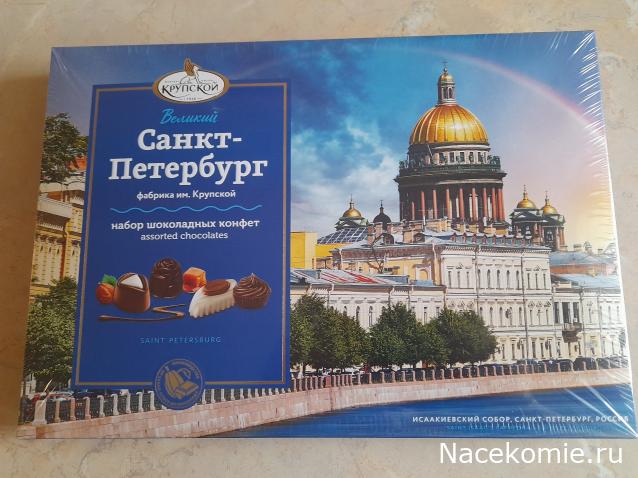 КРУПСКОЙ
1938
Великий
Санкт-
Петербург
фабрика им. Крупской
набор шоколадных конфет
assorted chocolates
SAINT PETERSBURG
ИСААКИЕВСКИЙ СОБОР, САНКТ-ПЕТЕРБУРГ, РОССИЯ
Nacekomie.ru